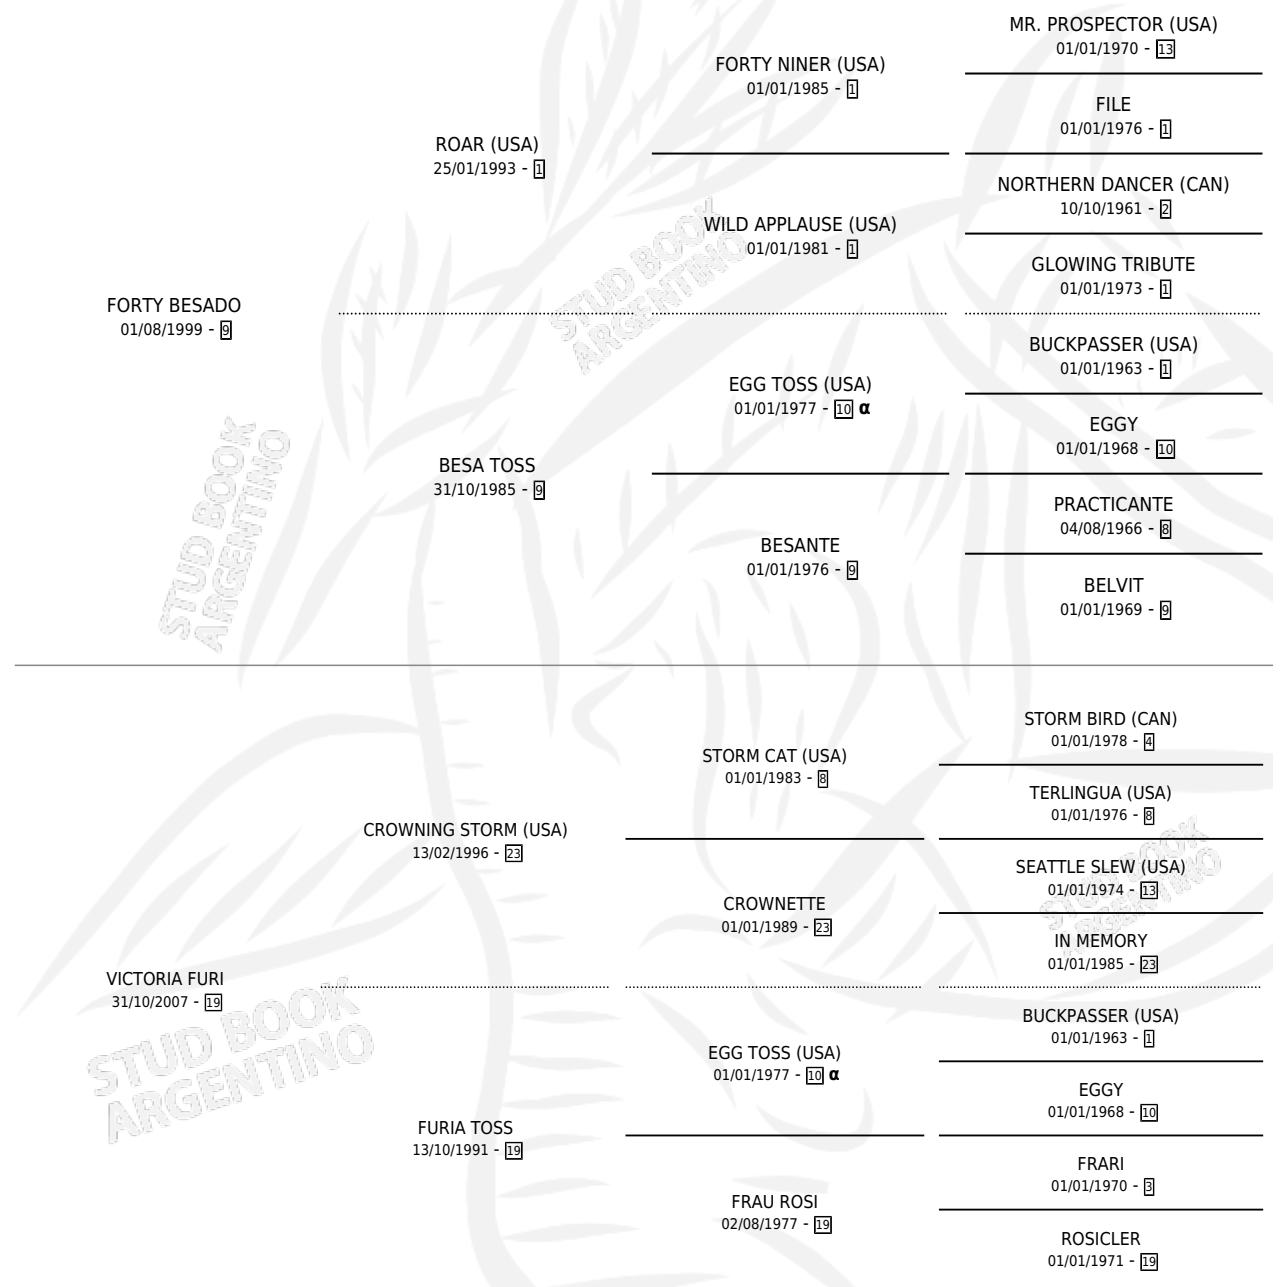 MR. PROSPECTOR (USA)
01/01/1970 - 13
FORTY NINER (USA)
01/01/1985 - 1
FILE
01/01/1976 - 1
ROAR (USA)
25/01/1993 - 1
NORTHERN DANCER (CAN)
10/10/1961 - 2
WILD APPLAUSE (USA)
01/01/1981 - 1
GLOWING TRIBUTE
01/01/1973 - 1
FORTY BESADO
01/08/1999 - 9
BUCKPASSER (USA)
01/01/1963 - 1
EGG TOSS (USA)
01/01/1977 - 10 α
EGGY
01/01/1968 - 10
BESA TOSS
31/10/1985 - 9
PRACTICANTE
04/08/1966 - 8
BESANTE
01/01/1976 - 9
BELVIT
01/01/1969 - 9
STORM BIRD (CAN)
01/01/1978 - 4
STORM CAT (USA)
01/01/1983 - 8
TERLINGUA (USA)
01/01/1976 - 8
CROWNING STORM (USA)
13/02/1996 - 23
SEATTLE SLEW (USA)
01/01/1974 - 13
CROWNETTE
01/01/1989 - 23
IN MEMORY
01/01/1985 - 23
VICTORIA FURI
31/10/2007 - 19
BUCKPASSER (USA)
01/01/1963 - 1
EGG TOSS (USA)
01/01/1977 - 10 α
EGGY
01/01/1968 - 10
FURIA TOSS
13/10/1991 - 19
FRARI
01/01/1970 - 3
FRAU ROSI
02/08/1977 - 19
ROSICLER
01/01/1971 - 19
STUD BOOK
ARGENTINO
STUD BOOK
ARGENTINO
STUD BOOK
ARGENTINO
STUD BOOK
ARGENTINO